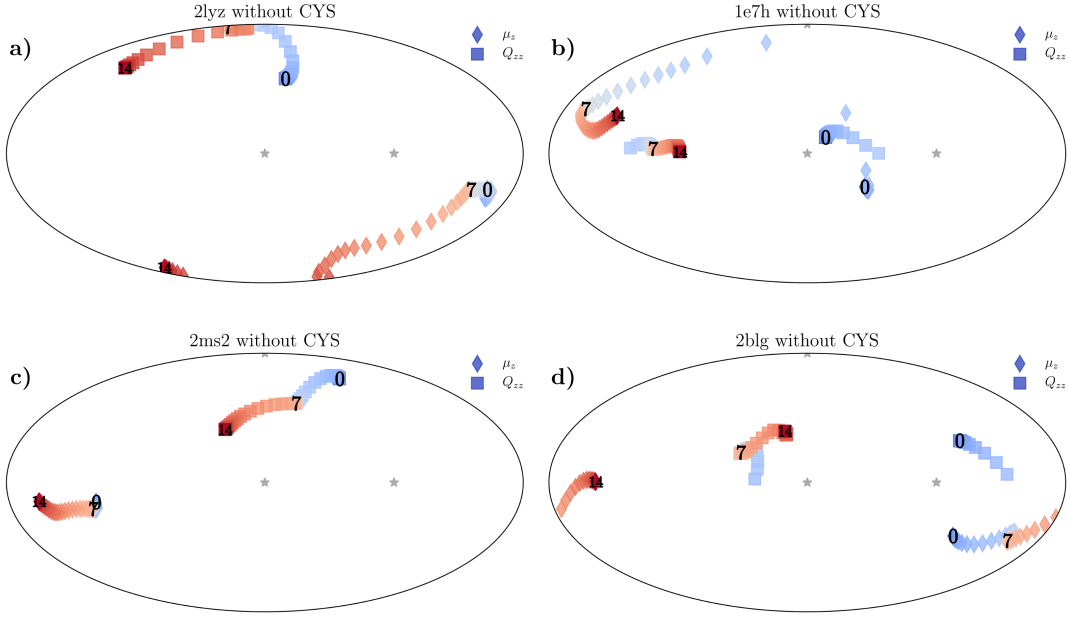 2lyz without CYS
a)
μz
Qzz
7
14
0
7 0
14
1e7h without CYS
b)
μz
Qzz
7
14
0
7
14
0
2ms2 without CYS
c)
μz
Qzz
0
7
14
14
0
7
2blg without CYS
d)
μz
Qzz
14
0
7
14
0
7